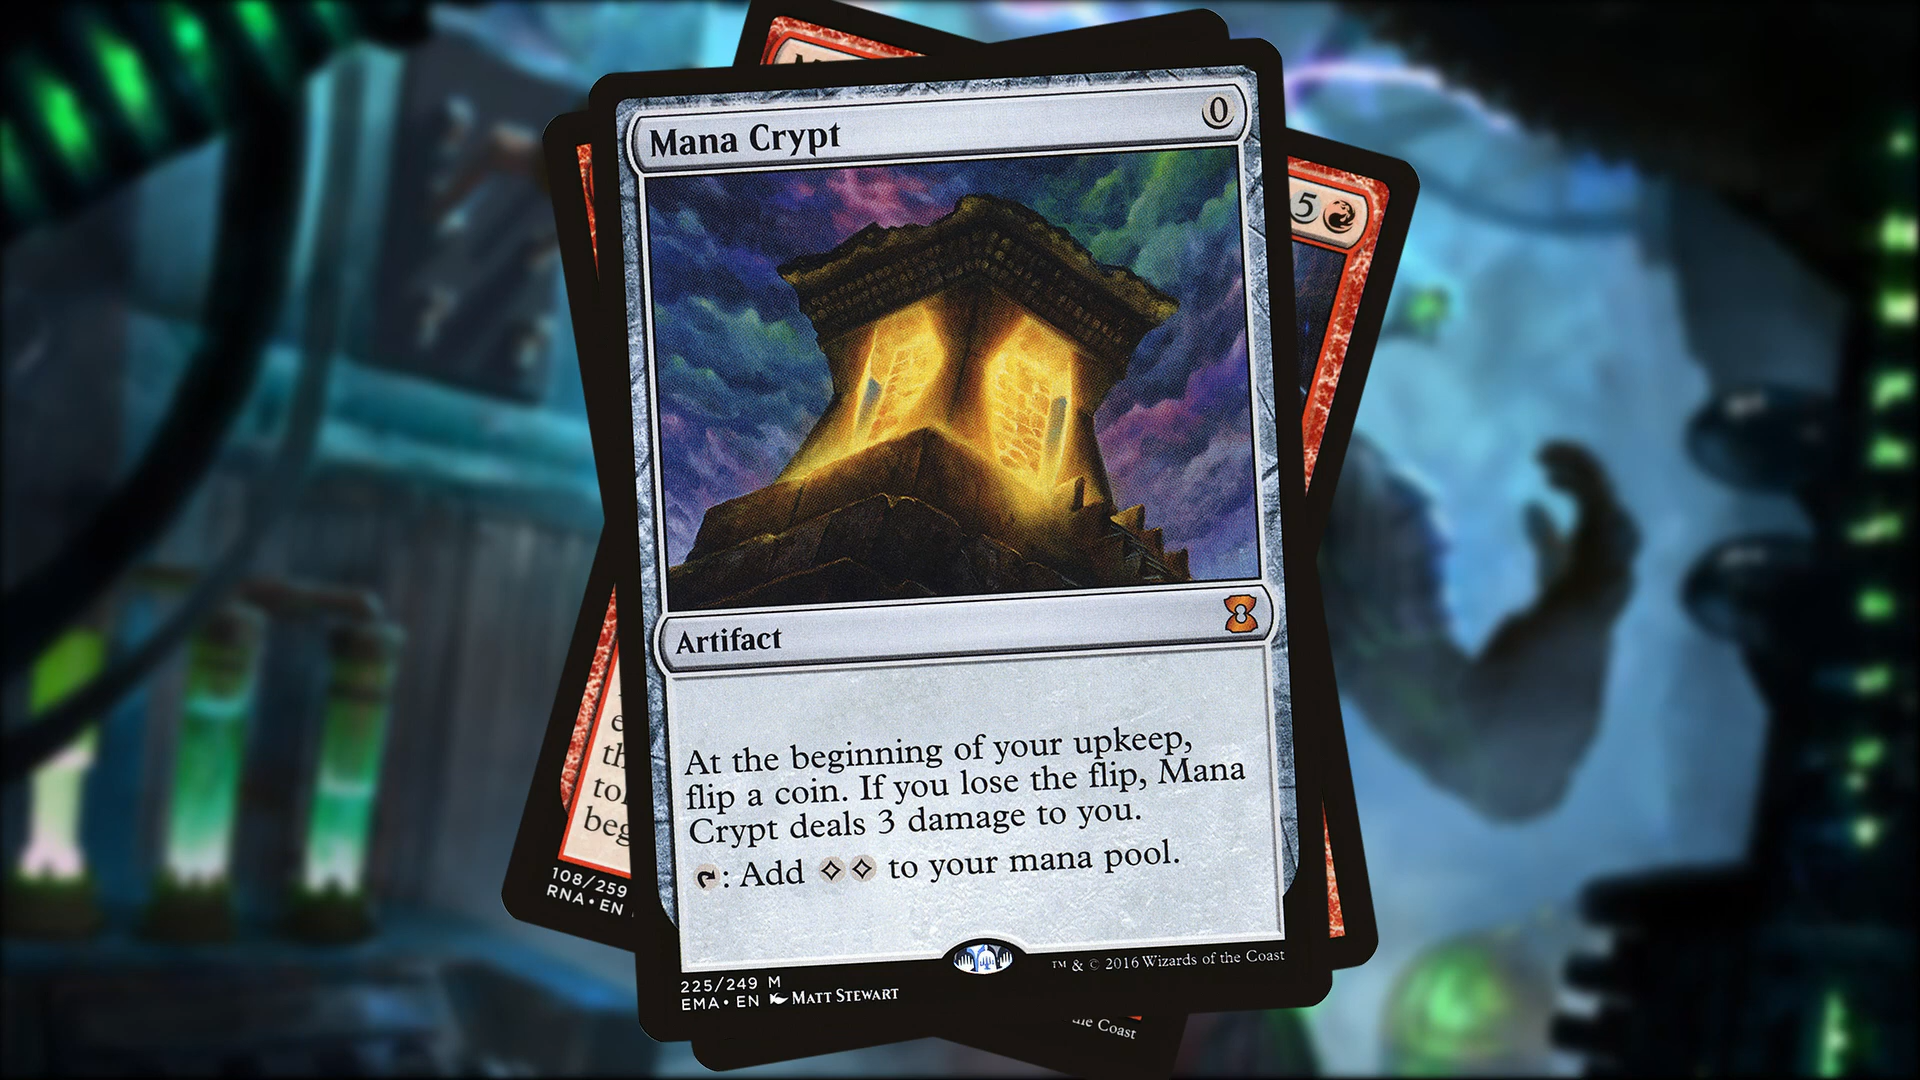 Mana Crypt
0
5
Artifact
At the beginning of your upkeep,
flip a coin. If you lose the flip, Mana
Crypt deals 3 damage to you.
: Add to your mana pool.
225/249 M
EMA • EN Matt Stewart
™ & © 2016 Wizards of the Coast
108/259
RNA • EN
the Coast